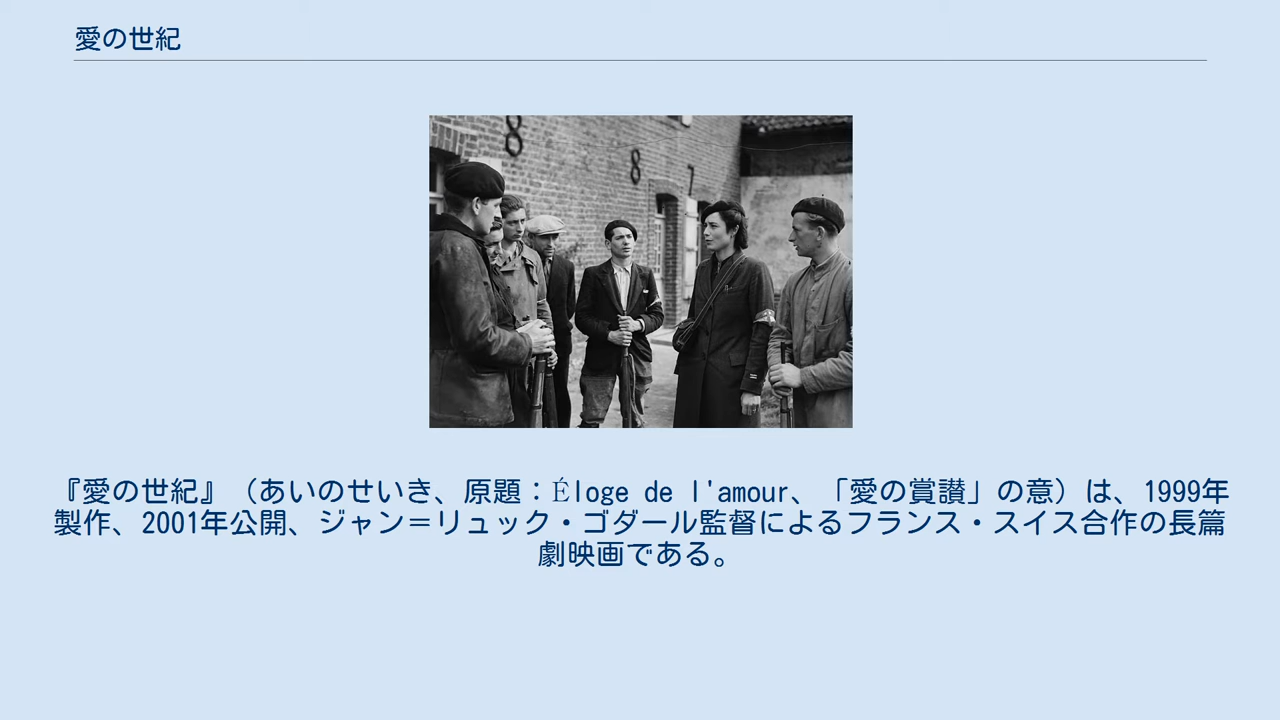 愛の世紀
8
8
7
『愛の世紀』（あいのせいき、原題：Éloge de l'amour、「愛の賞讃」の意）は、1999年
製作、2001年公開、ジャン＝リュック・ゴダール監督によるフランス・スイス合作の長篇
劇映画である。